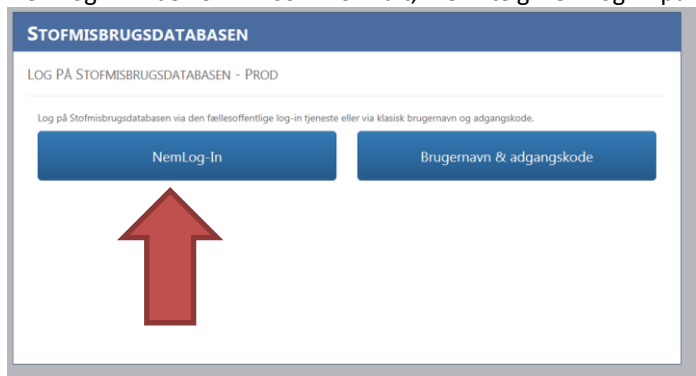 STOFMISBRUGSDATABASEN
LOG PÅ STOFMISBRUGSDATABASEN - PROD
Log på Stofmisbrugsdatabasen via den fællesoffentlige log-in tjeneste eller via klasisk brugernavn og adgangskode.
NemLog-In
Brugernavn & adgangskode